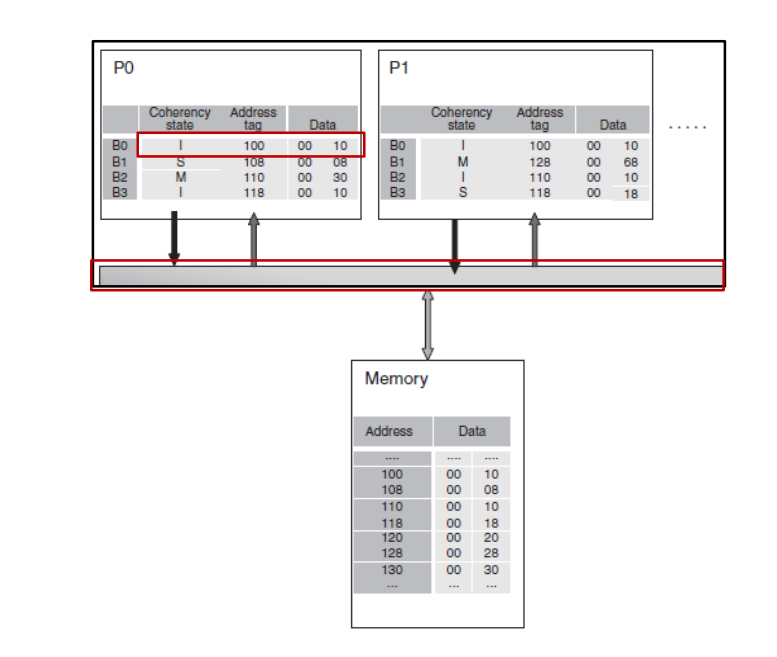 P0
Coherency state Address tag Data
B0 I 100 00 10
B1 S 108 00 08
B2 M 110 00 30
B3 I 118 00 10
P1
Coherency state Address tag Data
B0 I 100 00 10
B1 M 128 00 68
B2 I 110 00 10
B3 S 118 00 18
.....
Memory
Address Data
.... .... ....
100 00 10
108 00 08
110 00 10
118 00 18
120 00 20
128 00 28
130 00 30
... ... ...